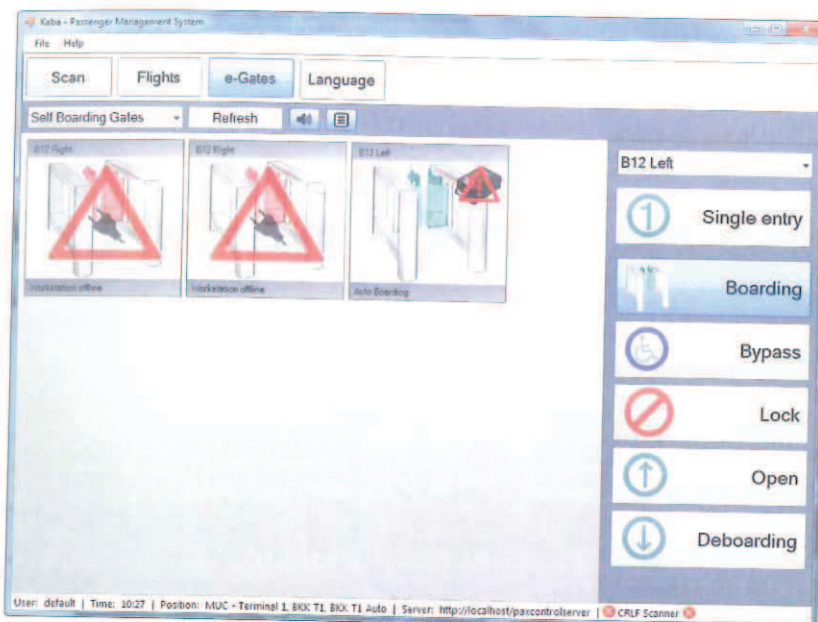 Kaba - Passenger Management System
File Help
Scan Flights e-Gates Language
Self Boarding Gates Refresh
B12 Right B12 Right B12 Left
Workstation offline Workstation offline Auto Boarding
B12 Left
1 Single entry
Boarding
Bypass
Lock
Open
Deboarding
User: default | Time: 10:27 | Position: MUC - Terminal 1, BKK T1, BKK T1 Auto | Server: http://localhost/paxcontrolserver | CRLF Scanner